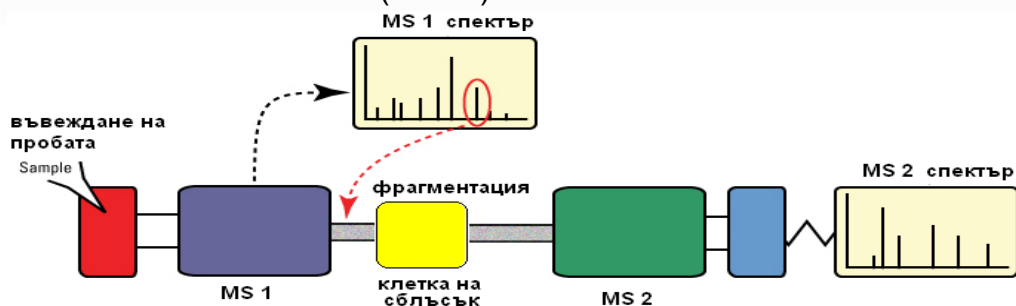 MS 1 спектър
въвеждане на
пробата
Sample
фрагментация
MS 2 спектър
MS 1
клетка на
сблъсък
MS 2